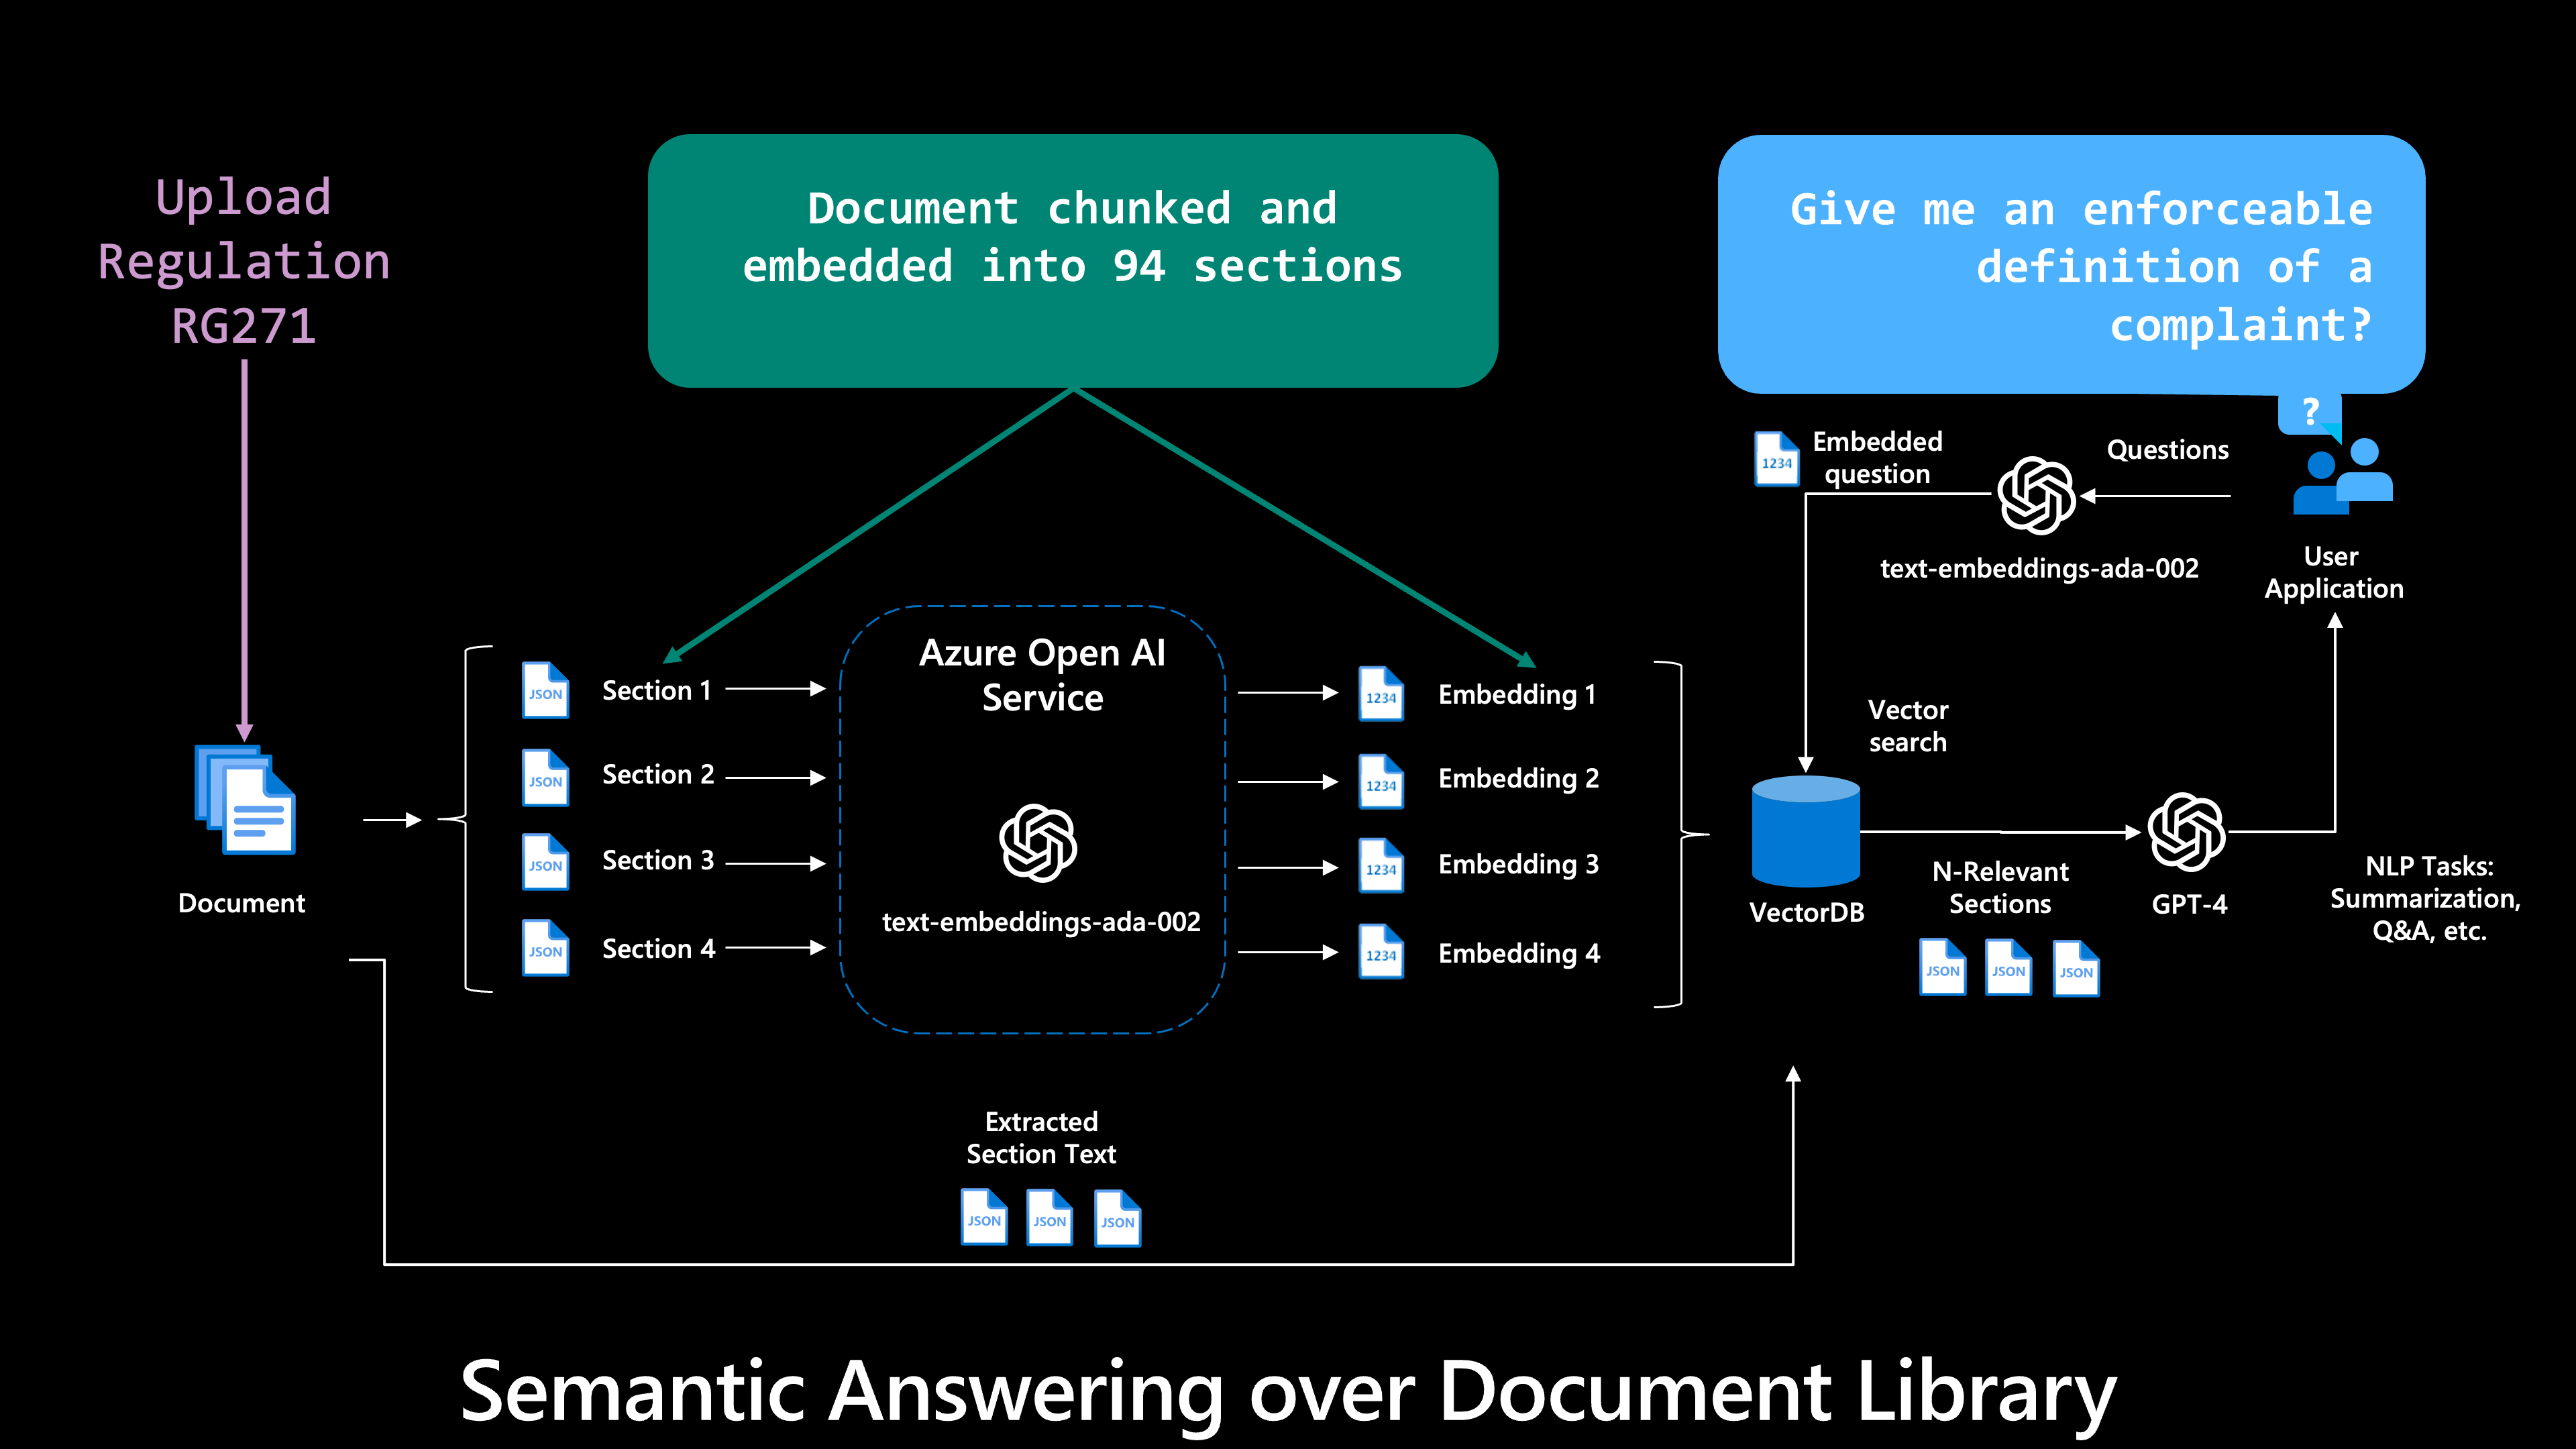 Upload
Regulation
RG271
Document chunked and
embedded into 94 sections
Give me an enforceable
definition of a
complaint?
?
1234
Embedded
question
Questions
text-embeddings-ada-002
User
Application
Document
JSON
Section 1
JSON
Section 2
JSON
Section 3
JSON
Section 4
Azure Open AI
Service
text-embeddings-ada-002
1234
Embedding 1
1234
Embedding 2
1234
Embedding 3
1234
Embedding 4
Vector
search
VectorDB
N-Relevant
Sections
JSON JSON JSON
GPT-4
NLP Tasks:
Summarization,
Q&A, etc.
Extracted
Section Text
JSON JSON JSON
Semantic Answering over Document Library